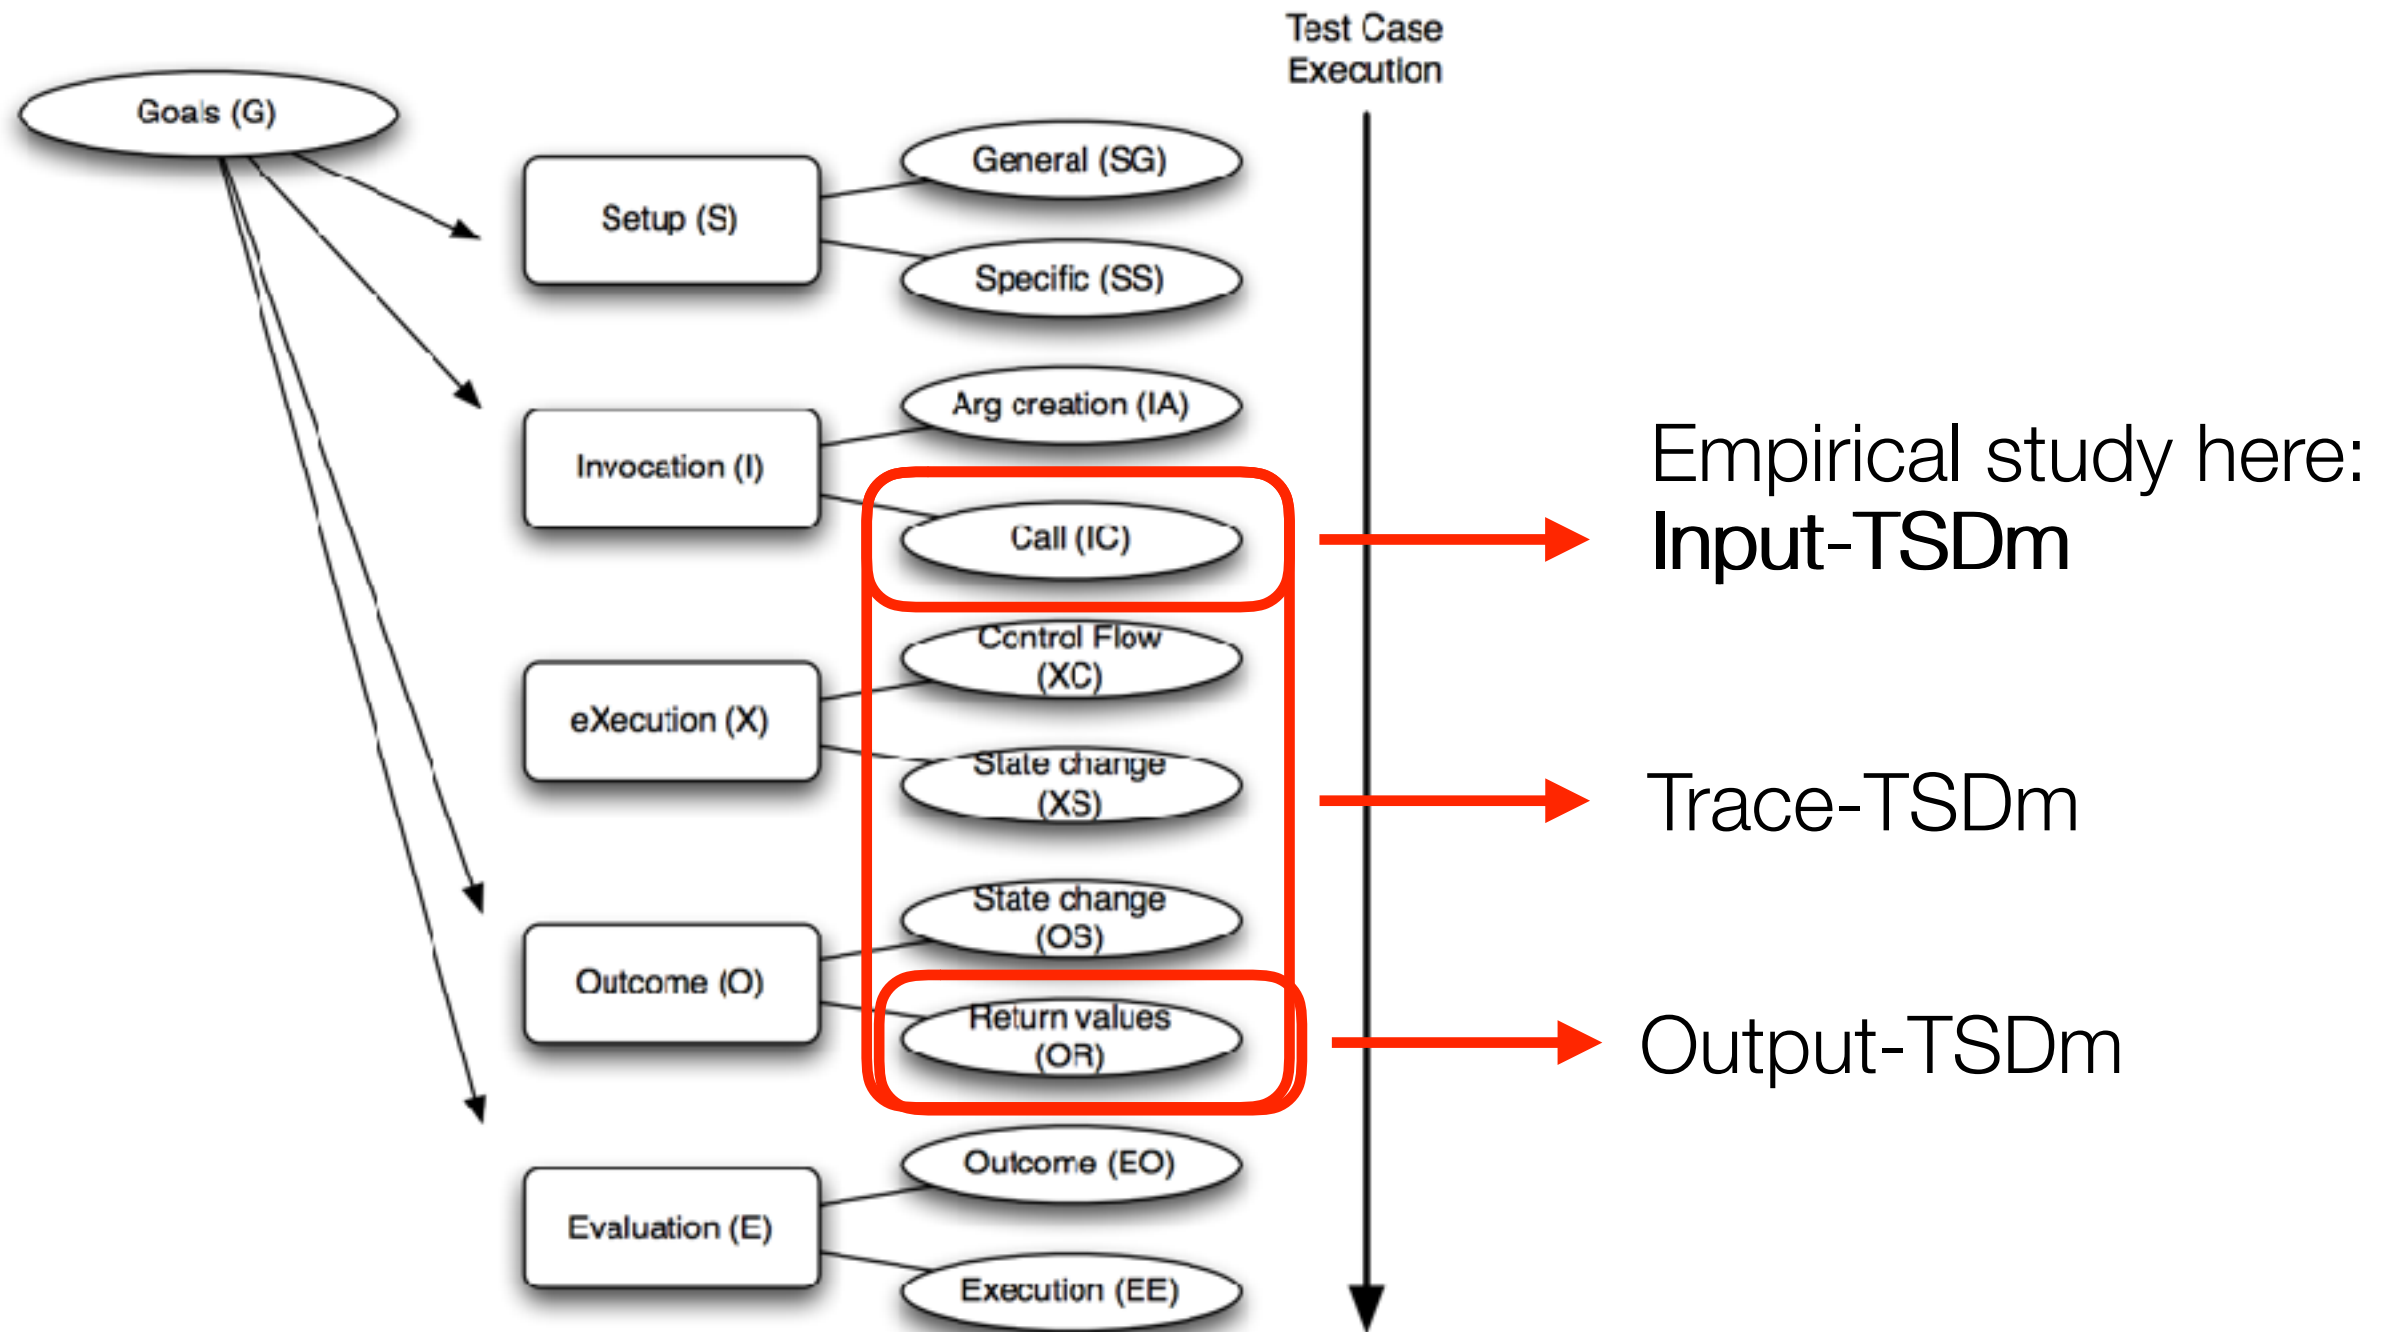 Test Case
Execution
Goals (G)
Setup (S)
General (SG)
Specific (SS)
Invocation (I)
Arg creation (IA)
Call (IC)
Empirical study here:
Input-TSDm
eXecution (X)
Control Flow
(XC)
State change
(XS)
Trace-TSDm
Outcome (O)
State change
(OS)
Return values
(OR)
Output-TSDm
Evaluation (E)
Outcome (EO)
Execution (EE)